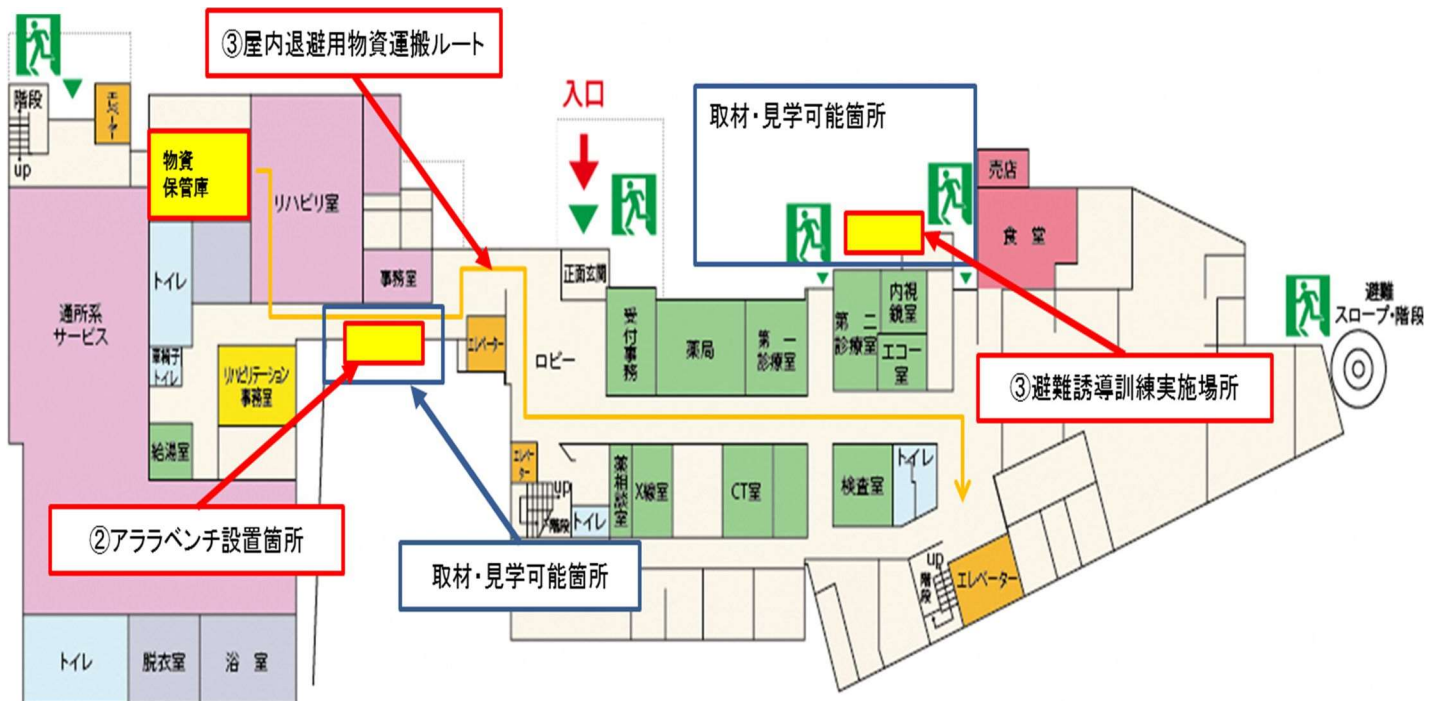 ③屋内退避用物資運搬ルート
入口
取材・見学可能箇所
階段
up
エレベーター
物資
保管庫
リハビリ室
売店
食堂
トイレ
事務室
正面玄関
内視
鏡室
避難
スロープ・階段
通所系
サービス
受付事務
薬局
第一
診療室
第二
診療室
エコー
室
エレベーター
ロビー
車椅子
トイレ
リハビリテーション
事務室
③避難誘導訓練実施場所
給湯室
エレベーター
up
階段
トイレ
薬相談室
X線室
CT室
検査室
トイレ
②アララベンチ設置箇所
取材・見学可能箇所
up
階段
エレベーター
トイレ
脱衣室
浴室